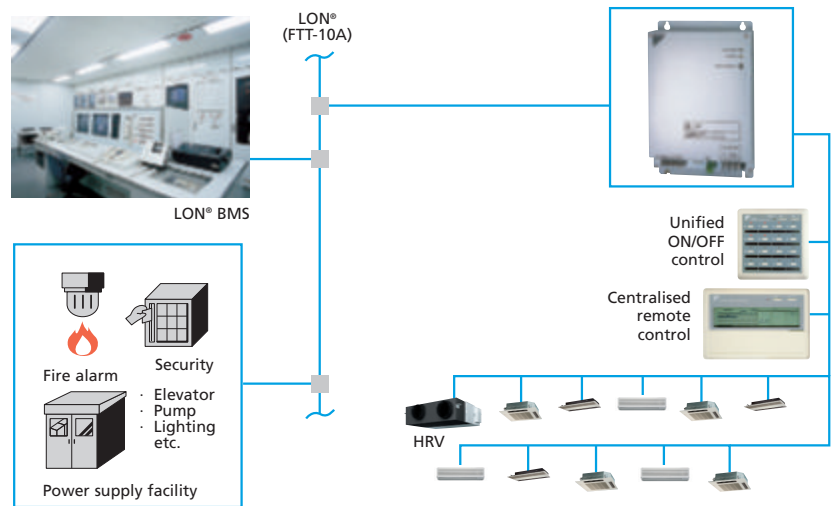 LON®
(FTT-10A)
LON® BMS
Unified
ON/OFF
control
Centralised
remote
control
Fire alarm
Security
· Elevator
· Pump
· Lighting
etc.
Power supply facility
HRV